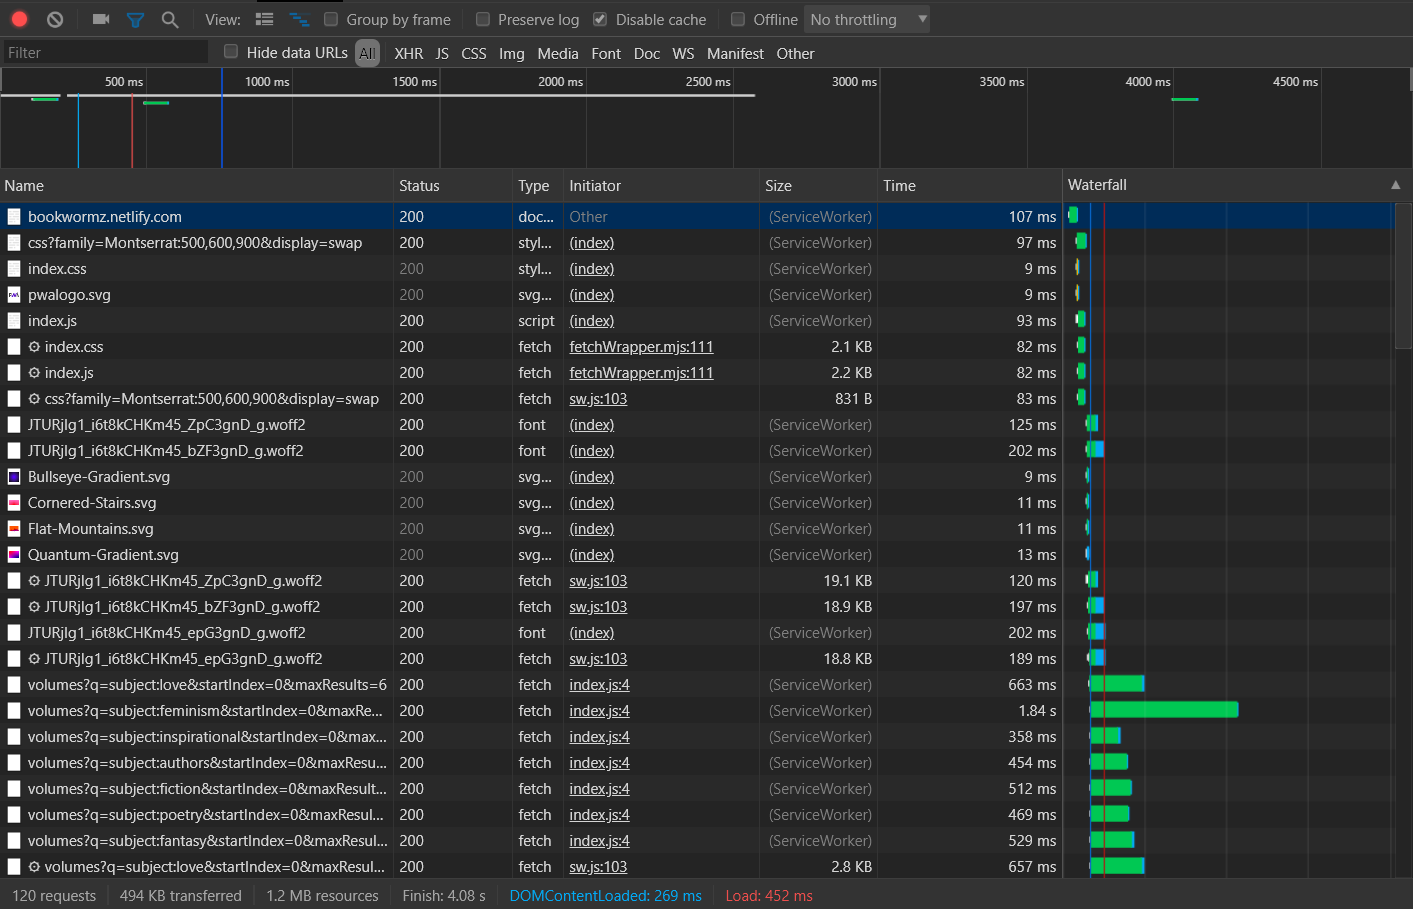 View: Group by frame Preserve log Disable cache Offline No throttling
Filter Hide data URLs All XHR JS CSS Img Media Font Doc WS Manifest Other
500 ms 1000 ms 1500 ms 2000 ms 2500 ms 3000 ms 3500 ms 4000 ms 4500 ms
Name Status Type Initiator Size Time Waterfall
bookwormz.netlify.com 200 doc... Other (ServiceWorker) 107 ms
css?family=Montserrat:500,600,900&display=swap 200 styl... (index) (ServiceWorker) 97 ms
index.css 200 styl... (index) (ServiceWorker) 9 ms
pwalogo.svg 200 svg... (index) (ServiceWorker) 9 ms
index.js 200 script (index) (ServiceWorker) 93 ms
index.css 200 fetch fetchWrapper.mjs:111 2.1 KB 82 ms
index.js 200 fetch fetchWrapper.mjs:111 2.2 KB 82 ms
css?family=Montserrat:500,600,900&display=swap 200 fetch sw.js:103 831 B 83 ms
JTURjIg1_i6t8kCHKm45_ZpC3gnD_g.woff2 200 font (index) (ServiceWorker) 125 ms
JTURjIg1_i6t8kCHKm45_bZF3gnD_g.woff2 200 font (index) (ServiceWorker) 202 ms
Bullseye-Gradient.svg 200 svg... (index) (ServiceWorker) 9 ms
Cornered-Stairs.svg 200 svg... (index) (ServiceWorker) 11 ms
Flat-Mountains.svg 200 svg... (index) (ServiceWorker) 11 ms
Quantum-Gradient.svg 200 svg... (index) (ServiceWorker) 13 ms
JTURjIg1_i6t8kCHKm45_ZpC3gnD_g.woff2 200 fetch sw.js:103 19.1 KB 120 ms
JTURjIg1_i6t8kCHKm45_bZF3gnD_g.woff2 200 fetch sw.js:103 18.9 KB 197 ms
JTURjIg1_i6t8kCHKm45_epG3gnD_g.woff2 200 font (index) (ServiceWorker) 202 ms
JTURjIg1_i6t8kCHKm45_epG3gnD_g.woff2 200 fetch sw.js:103 18.8 KB 189 ms
volumes?q=subject:love&startIndex=0&maxResults=6 200 fetch index.js:4 (ServiceWorker) 663 ms
volumes?q=subject:feminism&startIndex=0&maxRe... 200 fetch index.js:4 (ServiceWorker) 1.84 s
volumes?q=subject:inspirational&startIndex=0&max... 200 fetch index.js:4 (ServiceWorker) 358 ms
volumes?q=subject:authors&startIndex=0&maxResu... 200 fetch index.js:4 (ServiceWorker) 454 ms
volumes?q=subject:fiction&startIndex=0&maxResult... 200 fetch index.js:4 (ServiceWorker) 512 ms
volumes?q=subject:poetry&startIndex=0&maxResul... 200 fetch index.js:4 (ServiceWorker) 469 ms
volumes?q=subject:fantasy&startIndex=0&maxResul... 200 fetch index.js:4 (ServiceWorker) 529 ms
volumes?q=subject:love&startIndex=0&maxResul... 200 fetch sw.js:103 2.8 KB 657 ms
120 requests 494 KB transferred 1.2 MB resources Finish: 4.08 s DOMContentLoaded: 269 ms Load: 452 ms